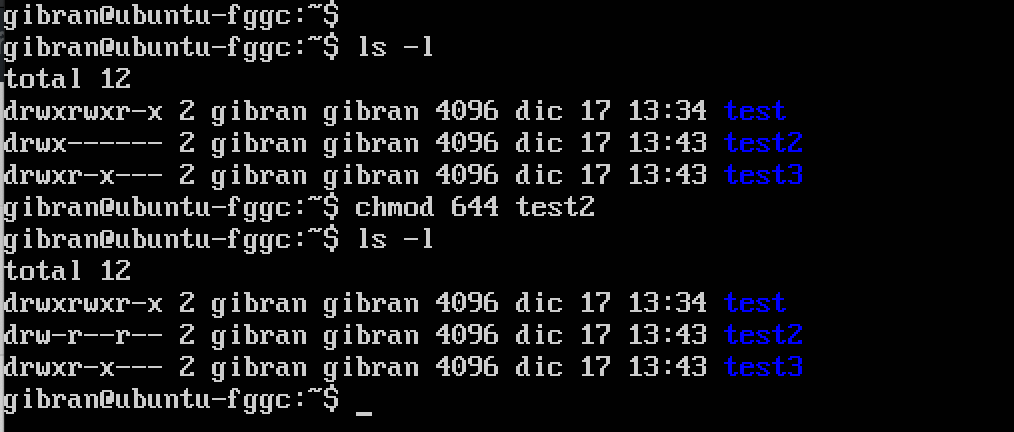 gibran@ubuntu-fggc:~$
gibran@ubuntu-fggc:~$ ls -l
total 12
drwxrwxr-x 2 gibran gibran 4096 dic 17 13:34 test
drwx------ 2 gibran gibran 4096 dic 17 13:43 test2
drwxr-x--- 2 gibran gibran 4096 dic 17 13:43 test3
gibran@ubuntu-fggc:~$ chmod 644 test2
gibran@ubuntu-fggc:~$ ls -l
total 12
drwxrwxr-x 2 gibran gibran 4096 dic 17 13:34 test
drw-r--r-- 2 gibran gibran 4096 dic 17 13:43 test2
drwxr-x--- 2 gibran gibran 4096 dic 17 13:43 test3
gibran@ubuntu-fggc:~$ _